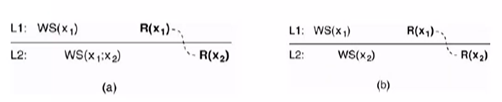 L1: WS(x₁) R(x₁)
L2: WS(x₁;x₂) R(x₂)
(a)
L1: WS(x₁) R(x₁)
L2: WS(x₂) R(x₂)
(b)